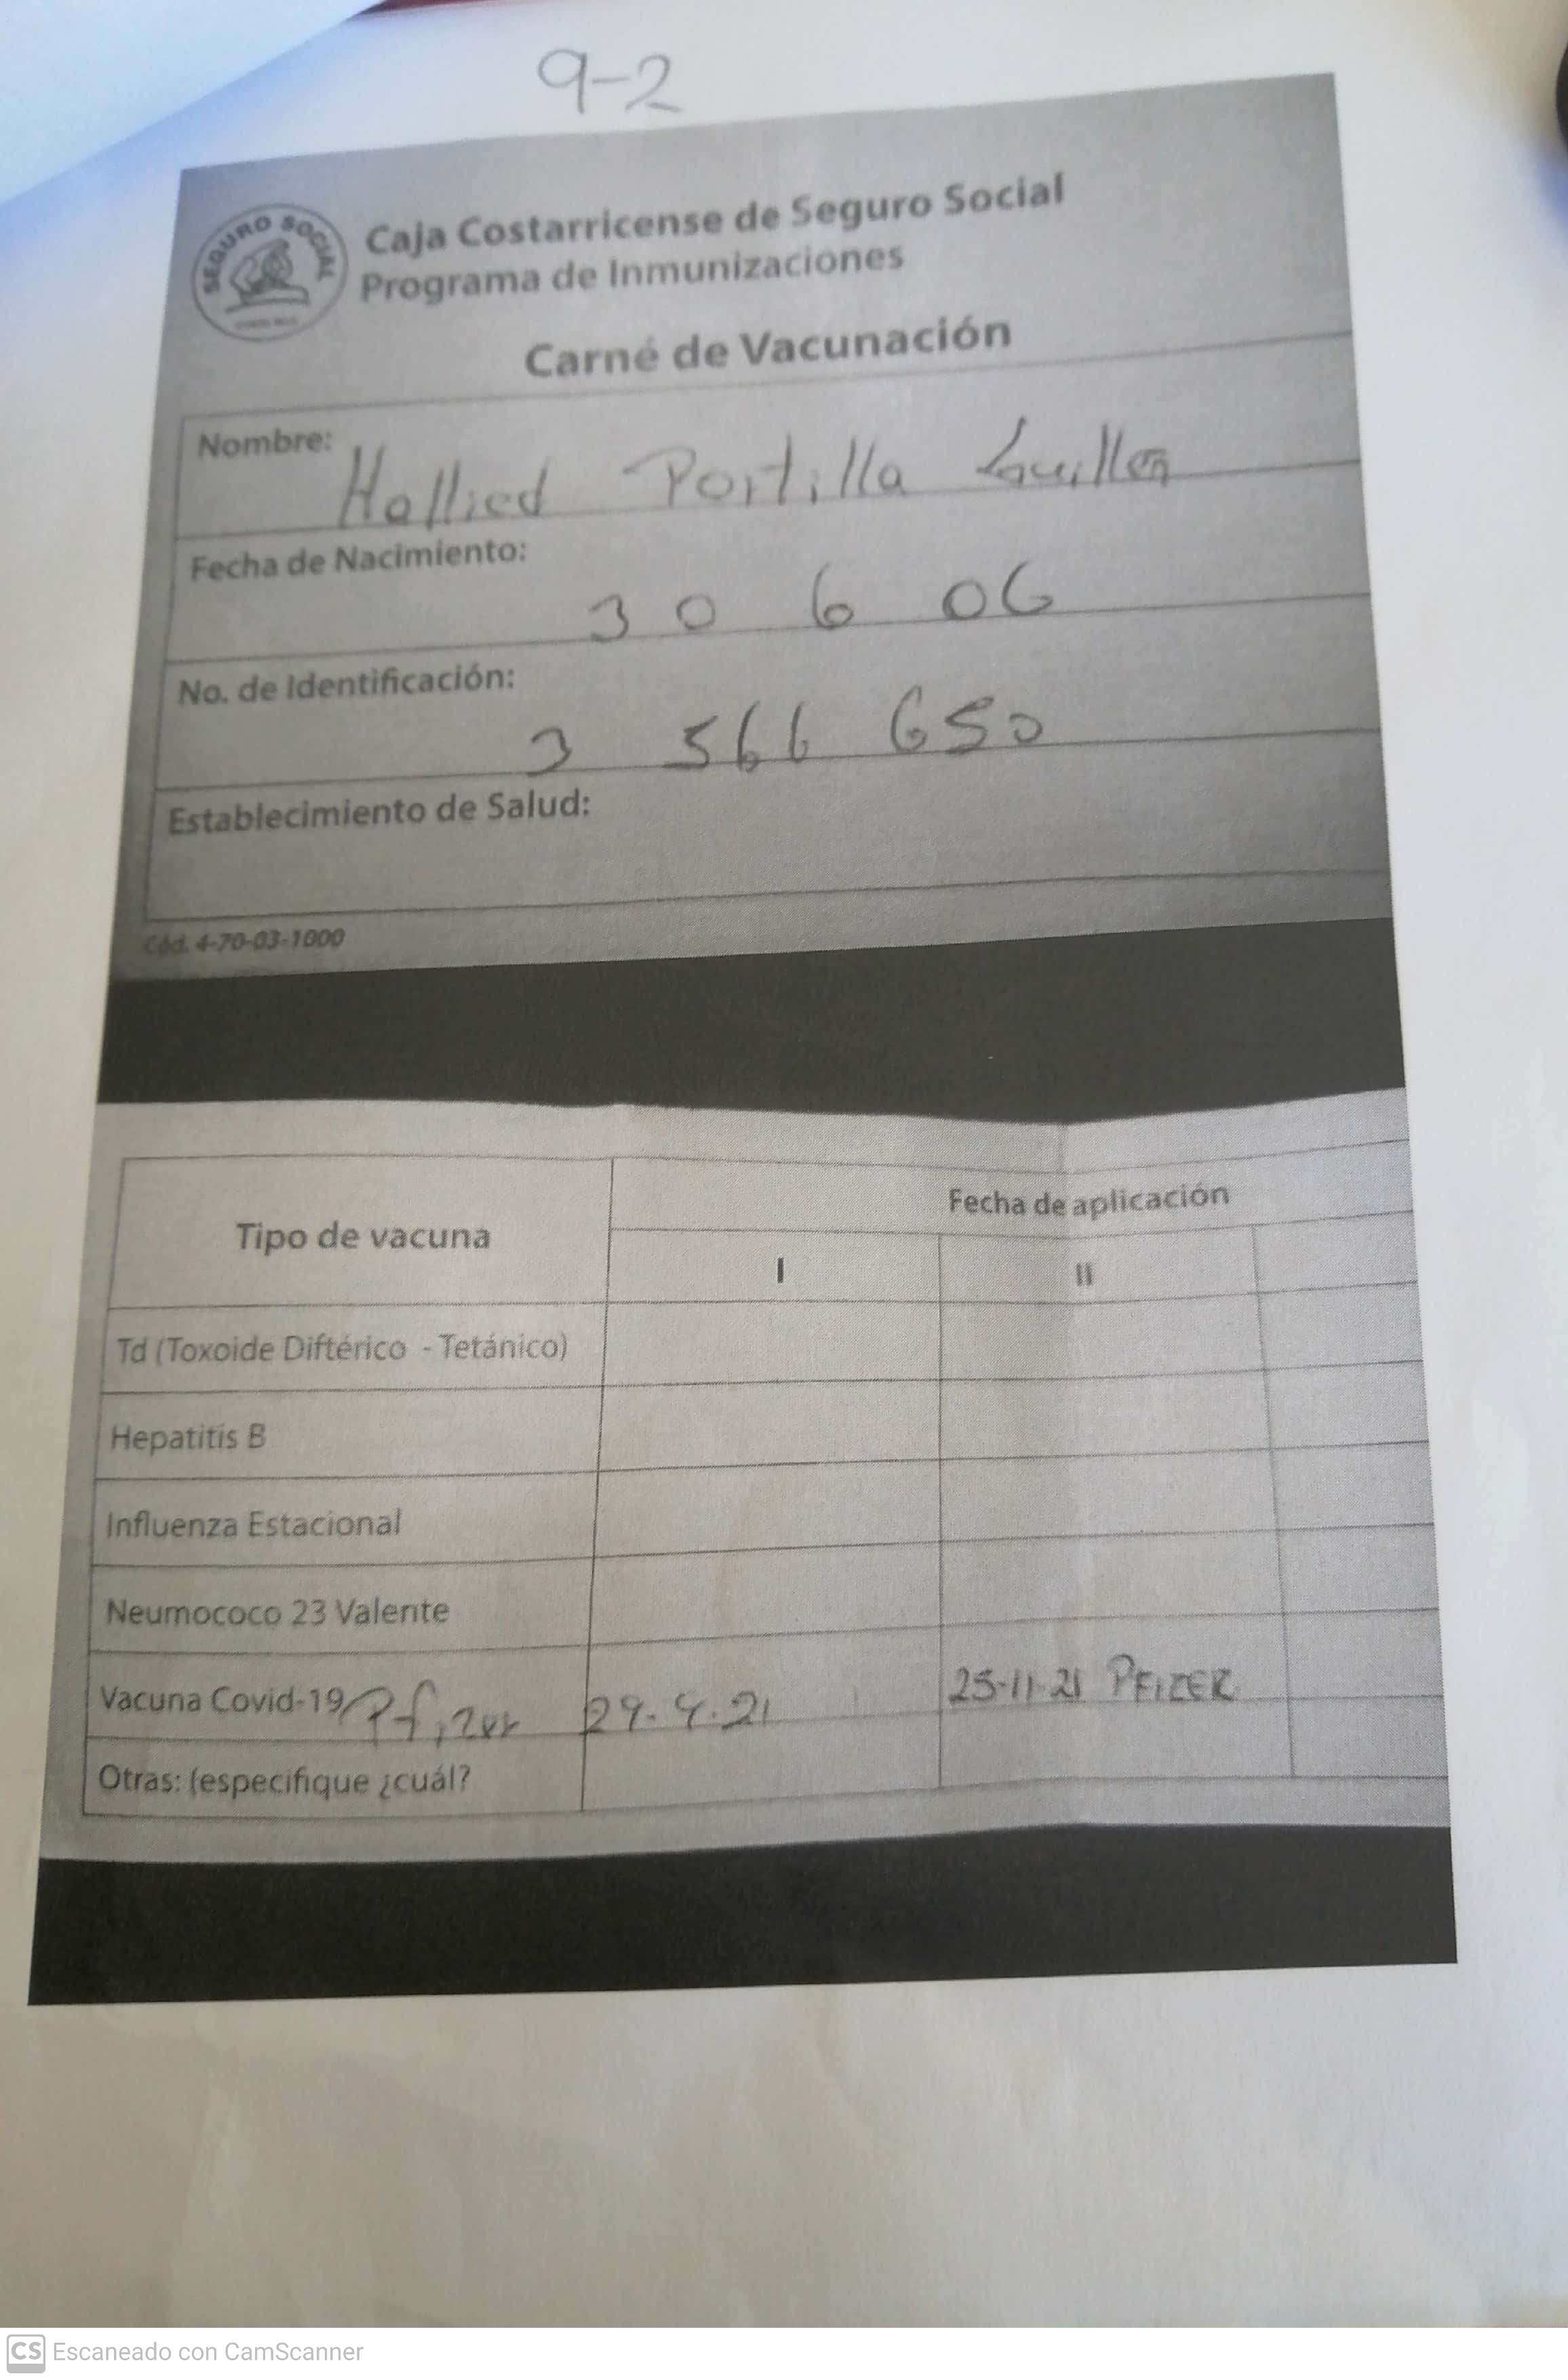 9-2
SEGURO SOCIAL
Caja Costarricense de Seguro Social
Programa de Inmunizaciones
Carné de Vacunación
Nombre: Hallied Portilla Guillen
Fecha de Nacimiento: 30 6 06
No. de Identificación: 3 566 650
Establecimiento de Salud:
Cód. 4-70-03-1000
Tipo de vacuna Fecha de aplicación
I II
Td (Toxoide Diftérico - Tetánico)
Hepatitis B
Influenza Estacional
Neumococo 23 Valente
Vacuna Covid-19 Pfizer 29-9-21 25-11-21 PFIZER
Otras: (especifique ¿cuál?
CS Escaneado con CamScanner